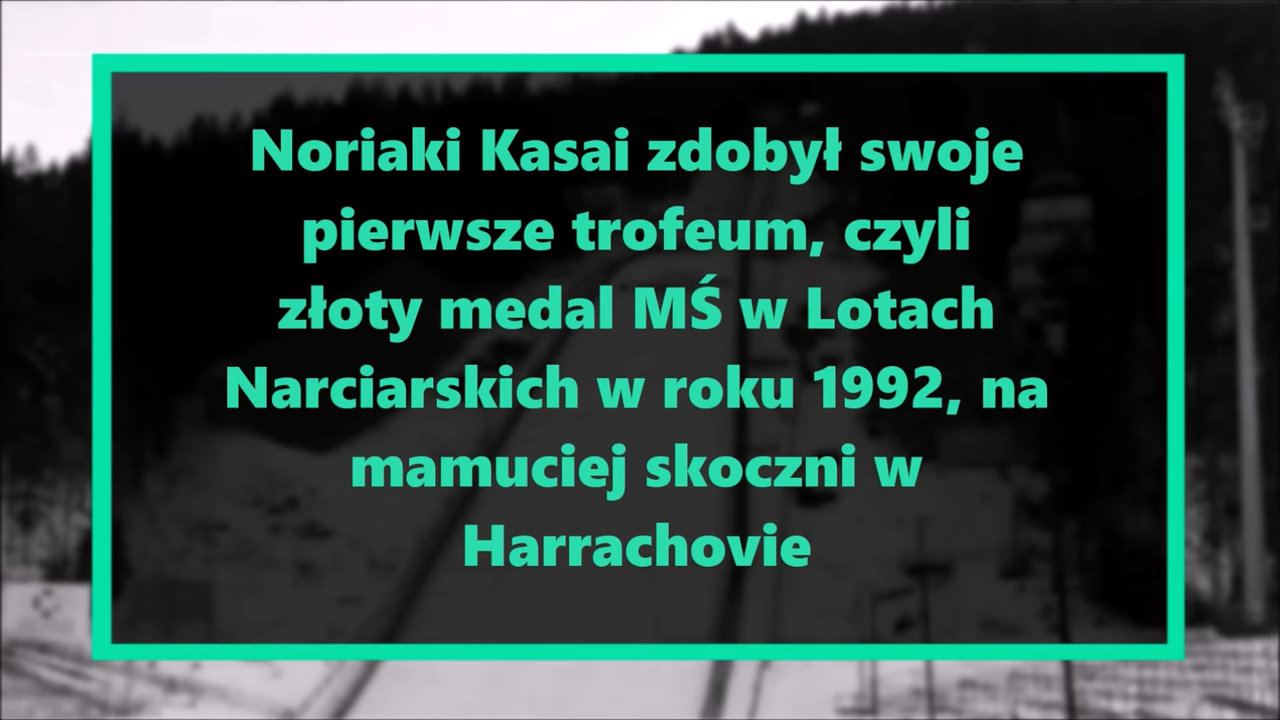 Noriaki Kasai zdobył swoje
pierwsze trofeum, czyli
złoty medal MŚ w Lotach
Narciarskich w roku 1992, na
mamuciej skoczni w
Harrachovie